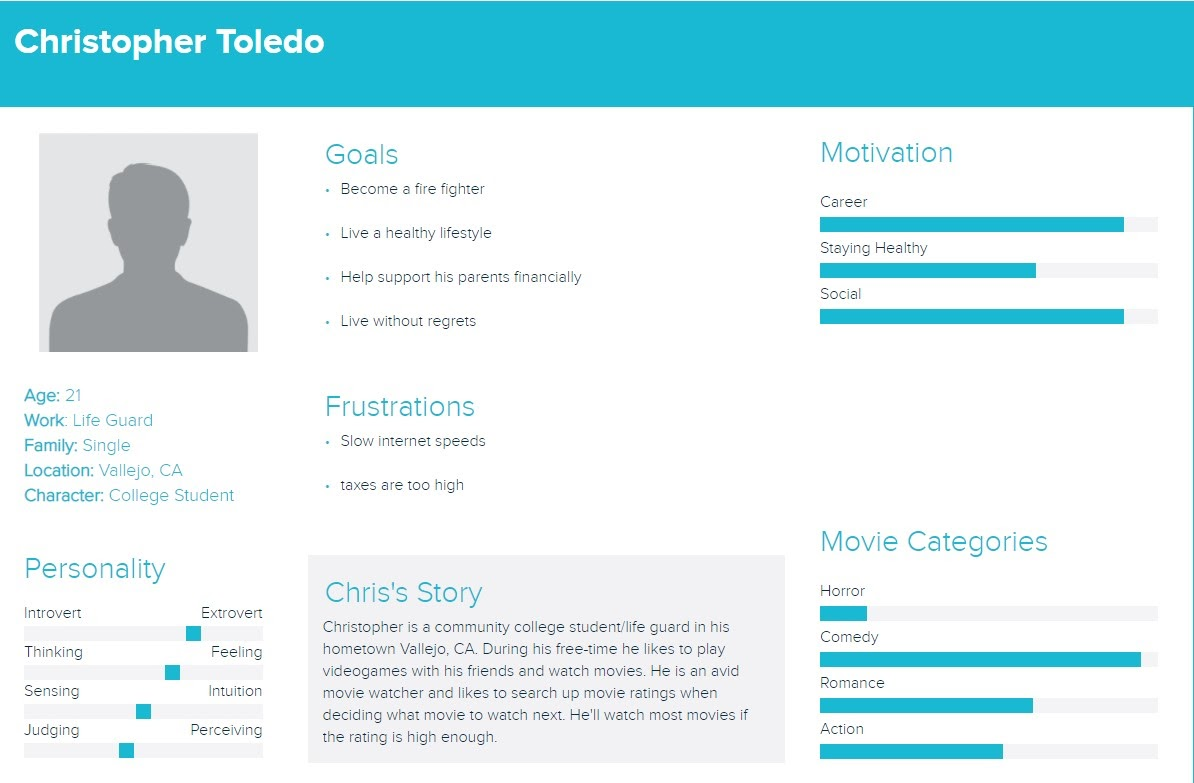 Christopher Toledo
Age: 21
Work: Life Guard
Family: Single
Location: Vallejo, CA
Character: College Student
Personality
Introvert Extrovert
Thinking Feeling
Sensing Intuition
Judging Perceiving
Goals
• Become a fire fighter
• Live a healthy lifestyle
• Help support his parents financially
• Live without regrets
Frustrations
• Slow internet speeds
• taxes are too high
Chris's Story
Christopher is a community college student/life guard in his
hometown Vallejo, CA. During his free-time he likes to play
videogames with his friends and watch movies. He is an avid
movie watcher and likes to search up movie ratings when
deciding what movie to watch next. He'll watch most movies if
the rating is high enough.
Motivation
Career
Staying Healthy
Social
Movie Categories
Horror
Comedy
Romance
Action